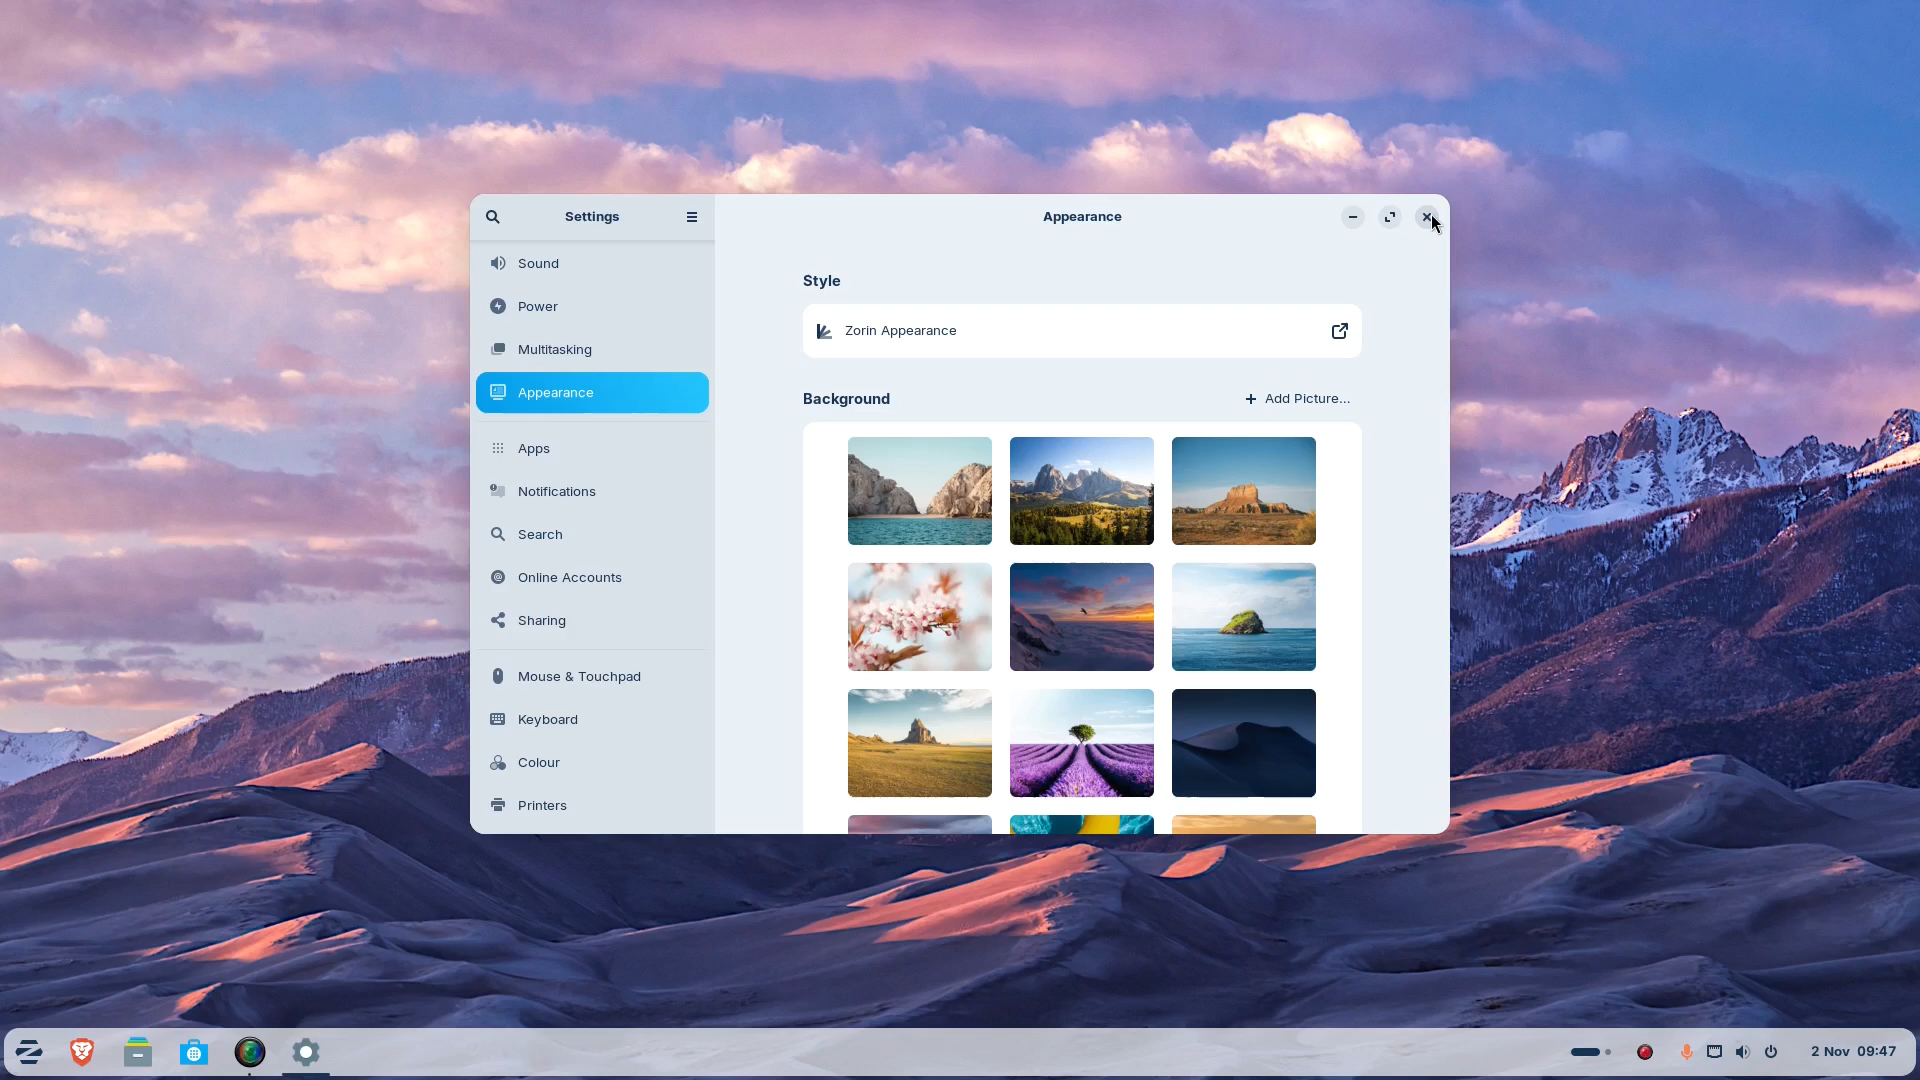 Settings
Sound
Power
Multitasking
Appearance
Apps
Notifications
Search
Online Accounts
Sharing
Mouse & Touchpad
Keyboard
Colour
Printers
Appearance
Style
Zorin Appearance
Background
Add Picture...
2 Nov 09:47